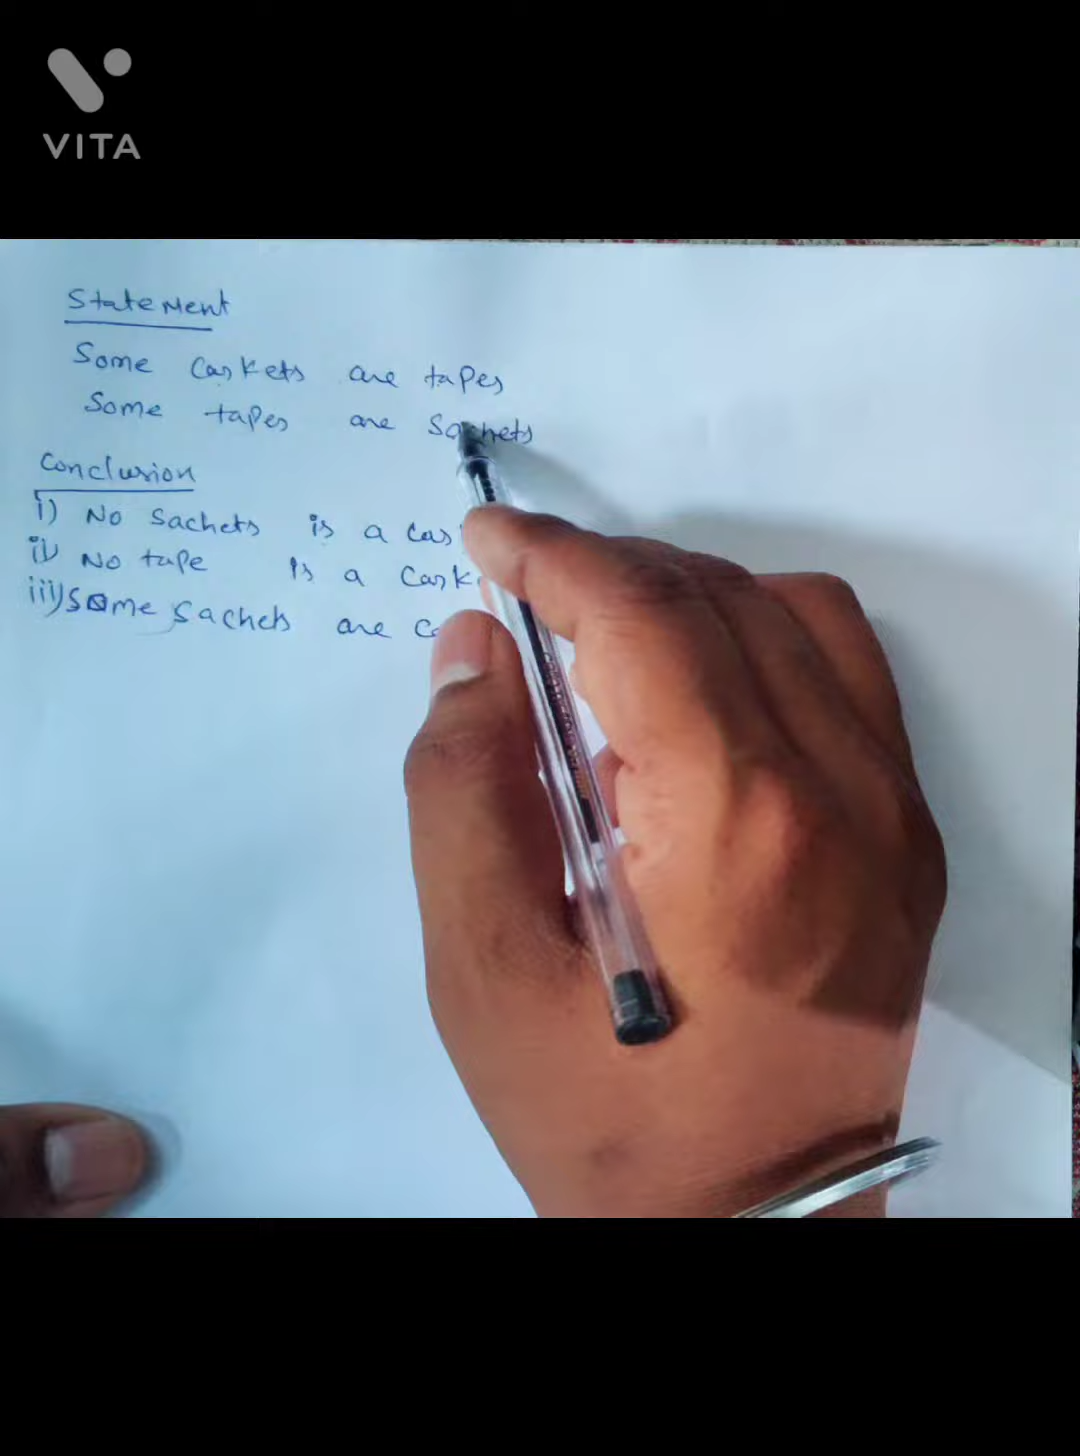 VITA
Statement
Some Caskets are tapes
Some tapes are Sachets
Conclusion
i) No Sachets is a
ii) No tape is a
iii) Some Sachets are